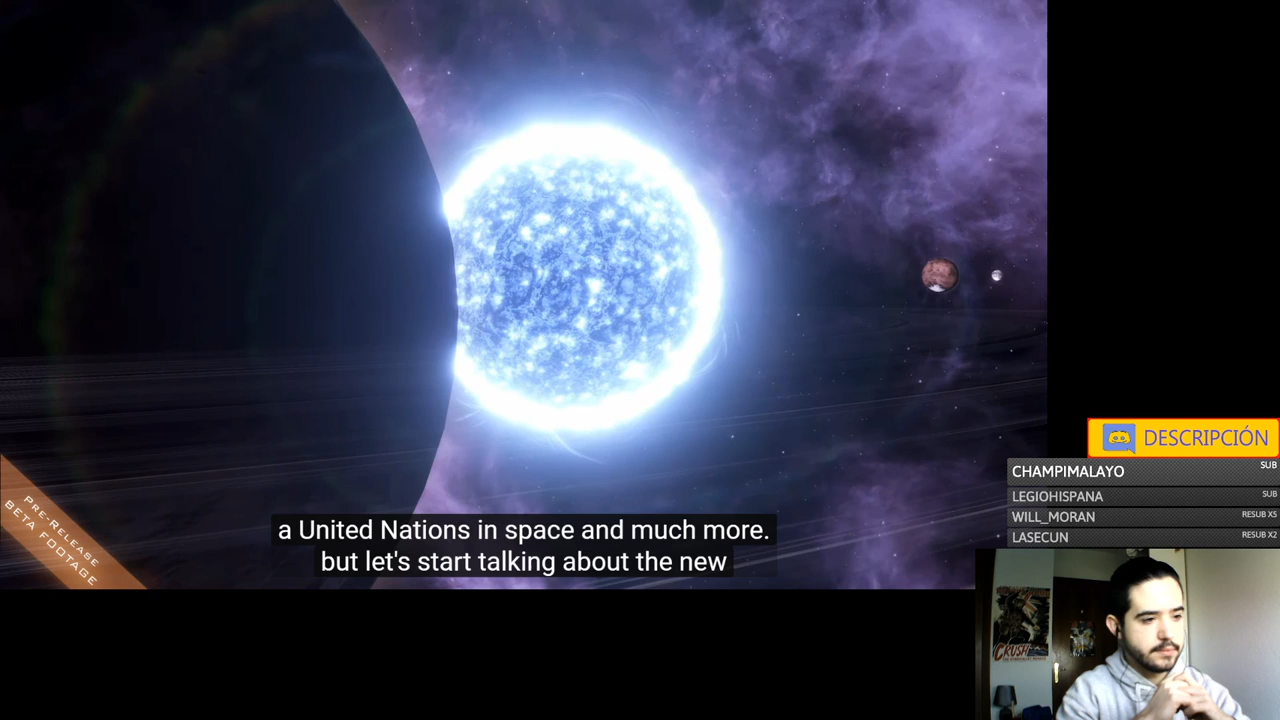 a United Nations in space and much more.
but let's start talking about the new
PRE-RELEASE
BETA FOOTAGE
DESCRIPCIÓN
CHAMPIMALAYO SUB
LEGIOHISPANA SUB
WILL_MORAN RESUB X5
LASECUN RESUB X2
CRUSH